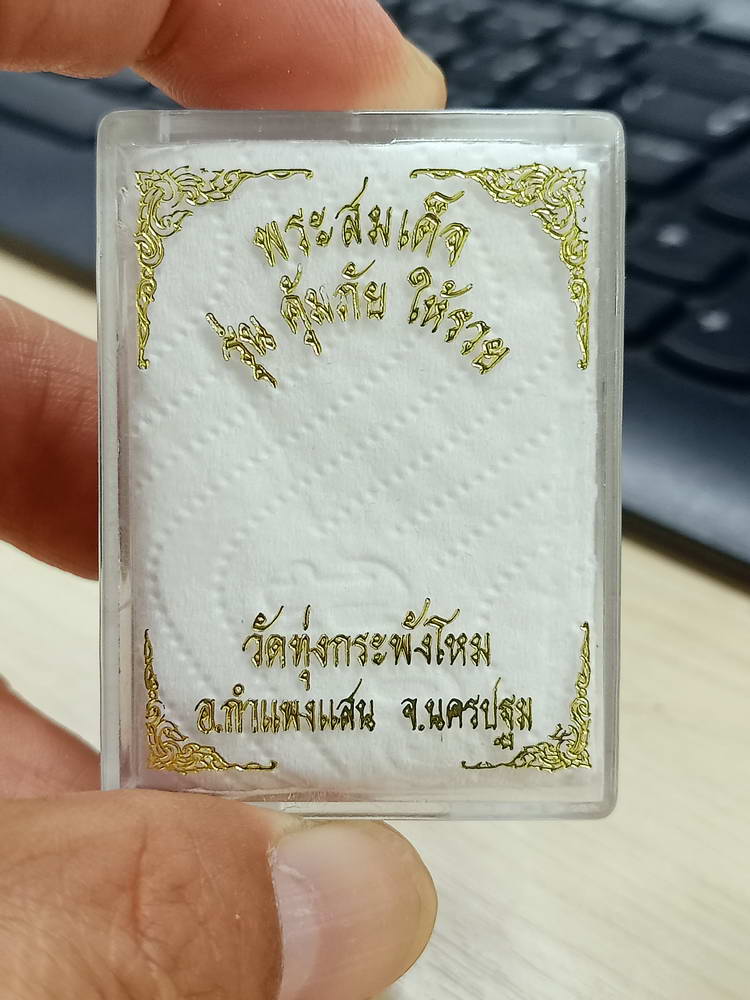 พระสมเด็จ
รุ่น คุ้มภัย ให้รวย
วัดทุ่งกระพังโหม
อ.กำแพงแสน จ.นครปฐม